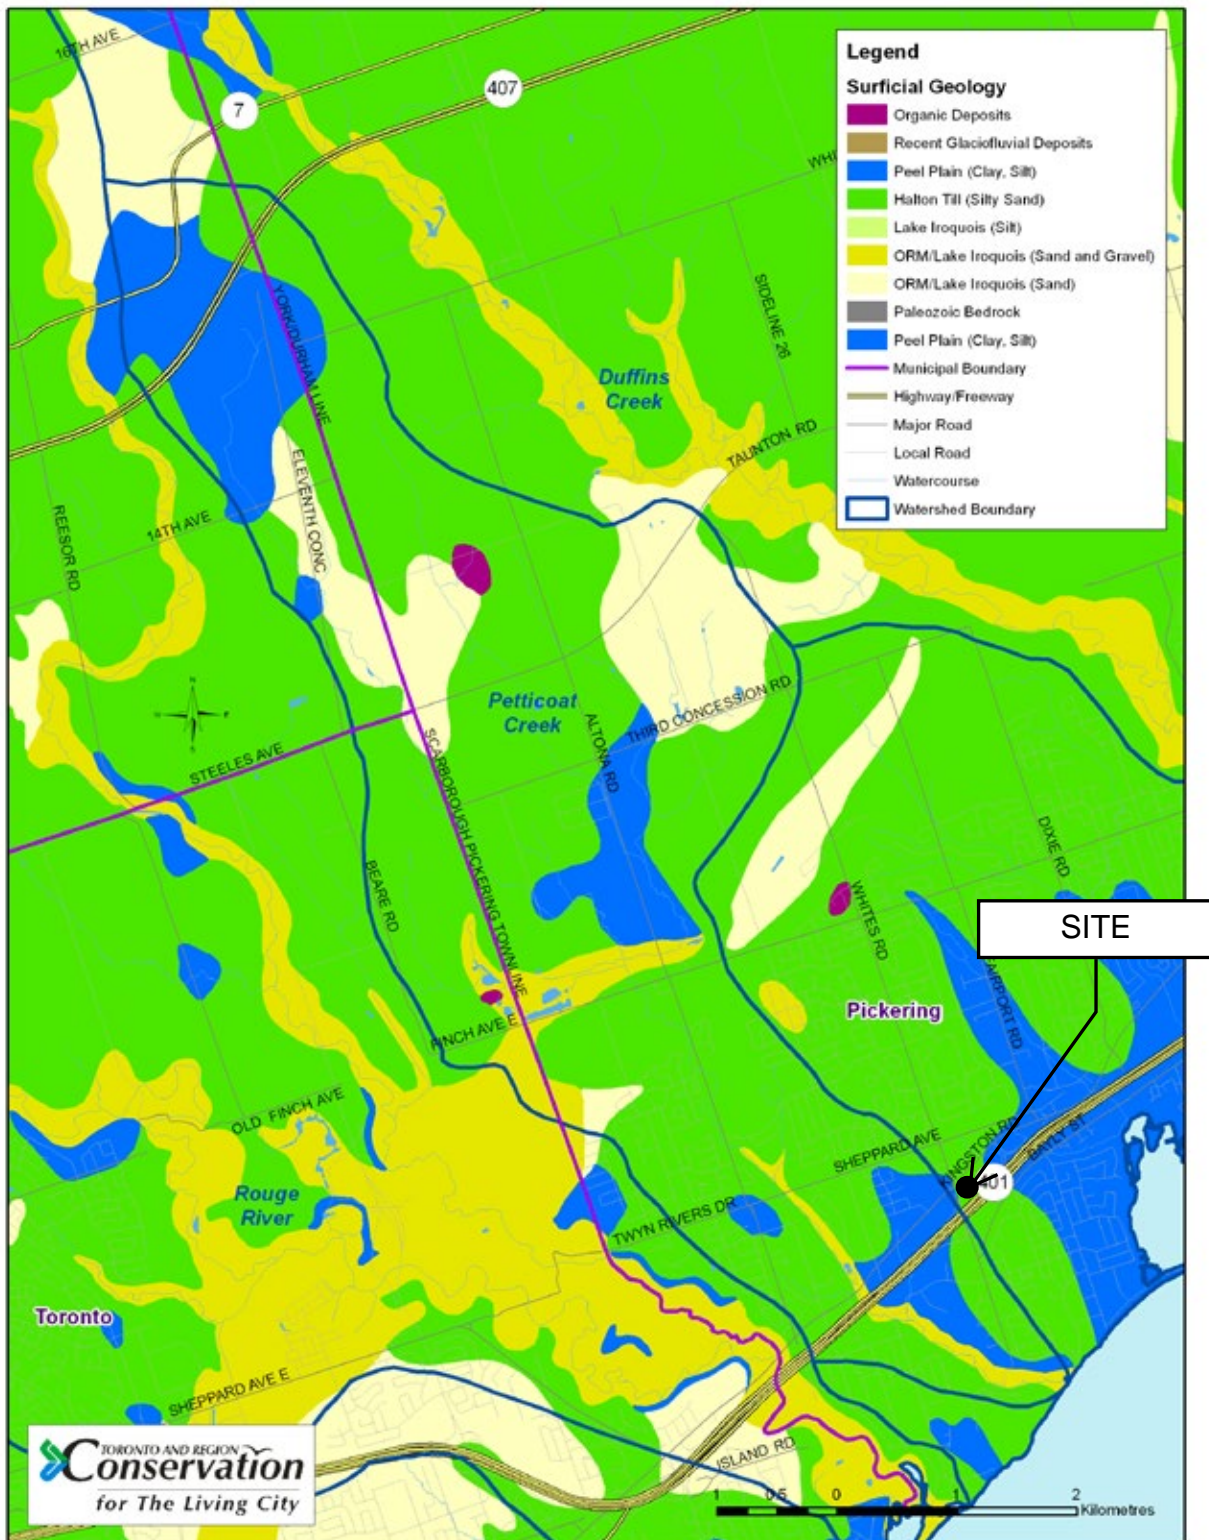 16TH AVE
7
407
WHI
Legend
Surficial Geology
Organic Deposits
Recent Glaciofluvial Deposits
Peel Plain (Clay, Silt)
Halton Till (Silty Sand)
Lake Iroquois (Silt)
ORM/Lake Iroquois (Sand and Gravel)
ORM/Lake Iroquois (Sand)
Paleozoic Bedrock
Peel Plain (Clay, Silt)
Municipal Boundary
Highway/Freeway
Major Road
Local Road
Watercourse
Watershed Boundary
SIDELINE 26
YORK/DURHAM LINE
Duffins
Creek
TAUNTON RD
ELEVENTH CONC
14TH AVE
REESOR RD
N
E
S
Petticoat
Creek
THIRD CONCESSION RD
ALTONA RD
STEELES AVE
SCARBOROUGH PICKERING TOWNLINE
BEARE RD
DIXIE RD
WHITES RD
SITE
FAIRPORT RD
Pickering
FINCH AVE E
OLD FINCH AVE
SHEPPARD AVE
KINGSTON RD
BAYLY ST
401
Rouge
River
TWYN RIVERS DR
Toronto
SHEPPARD AVE E
ISLAND RD
TORONTO AND REGION
Conservation
for The Living City
1 0.5 0 1 2
Kilometres